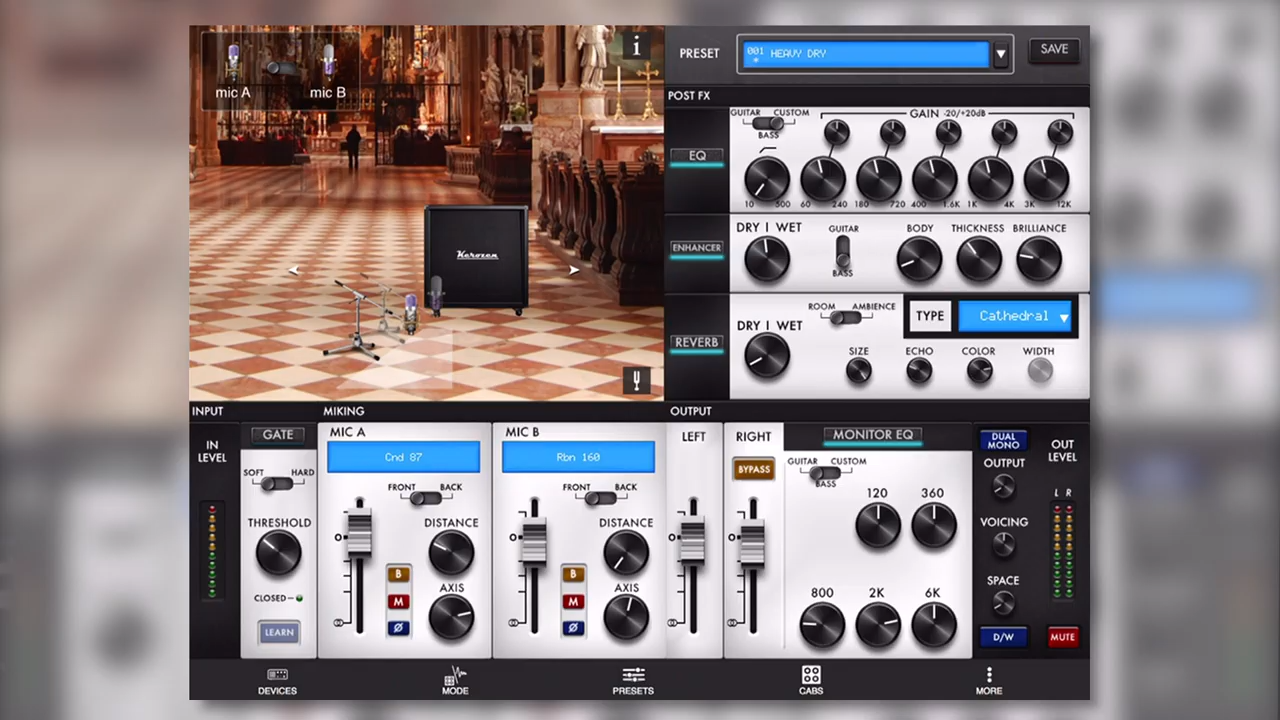 mic A
mic B
i
Kerozen
PRESET
001 HEAVY DRY
*
SAVE
POST FX
EQ
GUITAR CUSTOM
BASS
GAIN -20/+20dB
10 500 60 240 180 720 400 1.6K 1K 4K 3K 12K
ENHANCER
DRY I WET
GUITAR
BASS
BODY THICKNESS BRILLIANCE
REVERB
DRY I WET
ROOM AMBIENCE
TYPE
Cathedral
SIZE ECHO COLOR WIDTH
INPUT
IN
LEVEL
GATE
SOFT HARD
THRESHOLD
CLOSED
LEARN
MIKING
MIC A
Cnd 87
FRONT BACK
DISTANCE
B
AXIS
M
Ø
MIC B
Rbn 160
FRONT BACK
DISTANCE
B
AXIS
M
Ø
OUTPUT
LEFT
RIGHT
BYPASS
MONITOR EQ
GUITAR CUSTOM
BASS
120 360
800 2K 6K
DUAL
MONO
OUTPUT
VOICING
SPACE
D/W
OUT
LEVEL
L R
MUTE
DEVICES
MODE
PRESETS
CABS
MORE